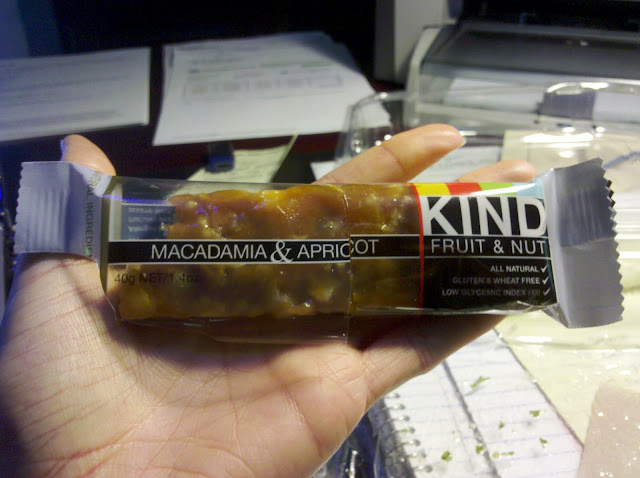 KIND
FRUIT & NUT
MACADAMIA & APRICOT
ALL NATURAL ✓
GLUTEN & WHEAT FREE ✓
LOW GLYCEMIC INDEX ✓
40g NET/1.4oz